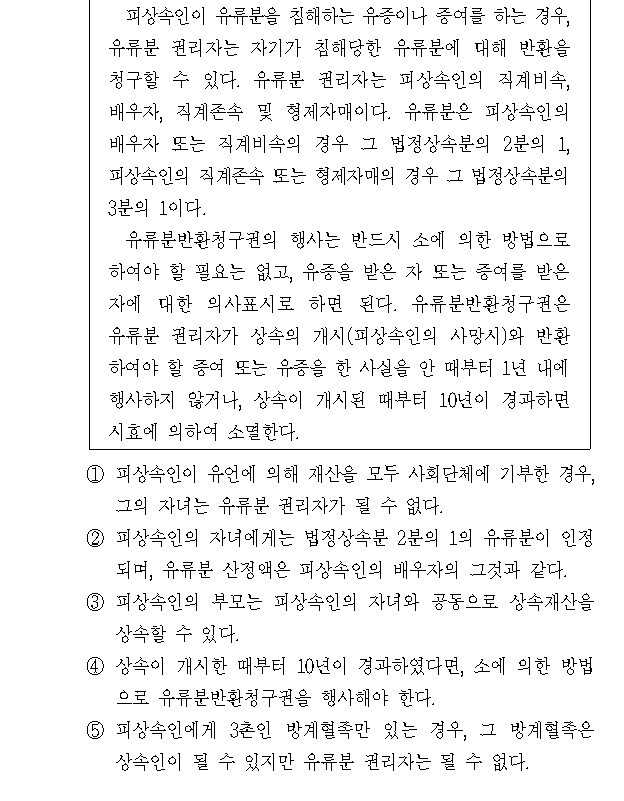 피상속인이 유류분을 침해하는 유증이나 증여를 하는 경우,
유류분 권리자는 자기가 침해당한 유류분에 대해 반환을
청구할 수 있다. 유류분 권리자는 피상속인의 직계비속,
배우자, 직계존속 및 형제자매이다. 유류분은 피상속인의
배우자 또는 직계비속의 경우 그 법정상속분의 2분의 1,
피상속인의 직계존속 또는 형제자매의 경우 그 법정상속분의
3분의 1이다.
유류분반환청구권의 행사는 반드시 소에 의한 방법으로
하여야 할 필요는 없고, 유증을 받은 자 또는 증여를 받은
자에 대한 의사표시로 하면 된다. 유류분반환청구권은
유류분 권리자가 상속의 개시(피상속인의 사망시)와 반환
하여야 할 증여 또는 유증을 한 사실을 안 때부터 1년 내에
행사하지 않거나, 상속이 개시된 때부터 10년이 경과하면
시효에 의하여 소멸한다.
① 피상속인이 유언에 의해 재산을 모두 사회단체에 기부한 경우,
그의 자녀는 유류분 권리자가 될 수 없다.
② 피상속인의 자녀에게는 법정상속분 2분의 1의 유류분이 인정
되며, 유류분 산정액은 피상속인의 배우자의 그것과 같다.
③ 피상속인의 부모는 피상속인의 자녀와 공동으로 상속재산을
상속할 수 있다.
④ 상속이 개시한 때부터 10년이 경과하였다면, 소에 의한 방법
으로 유류분반환청구권을 행사해야 한다.
⑤ 피상속인에게 3촌인 방계혈족만 있는 경우, 그 방계혈족은
상속인이 될 수 있지만 유류분 권리자는 될 수 없다.